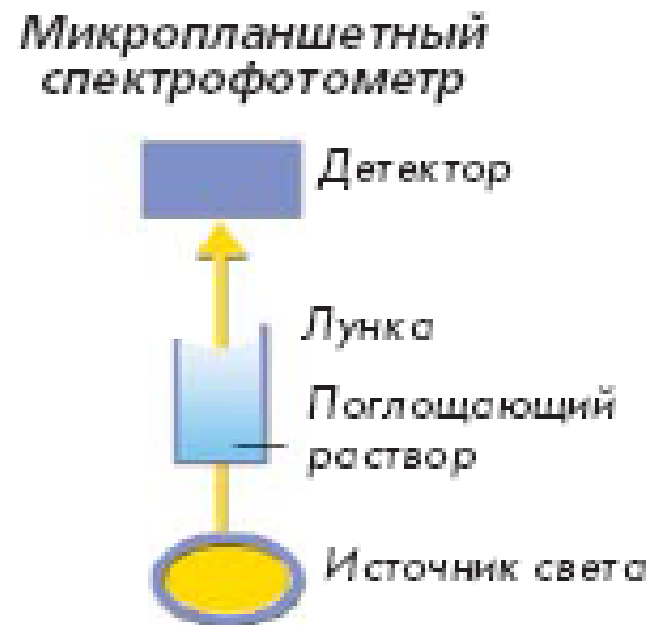 Микропланшетный
спектрофотометр
Детектор
Лунка
Поглощающий
раствор
Источник света